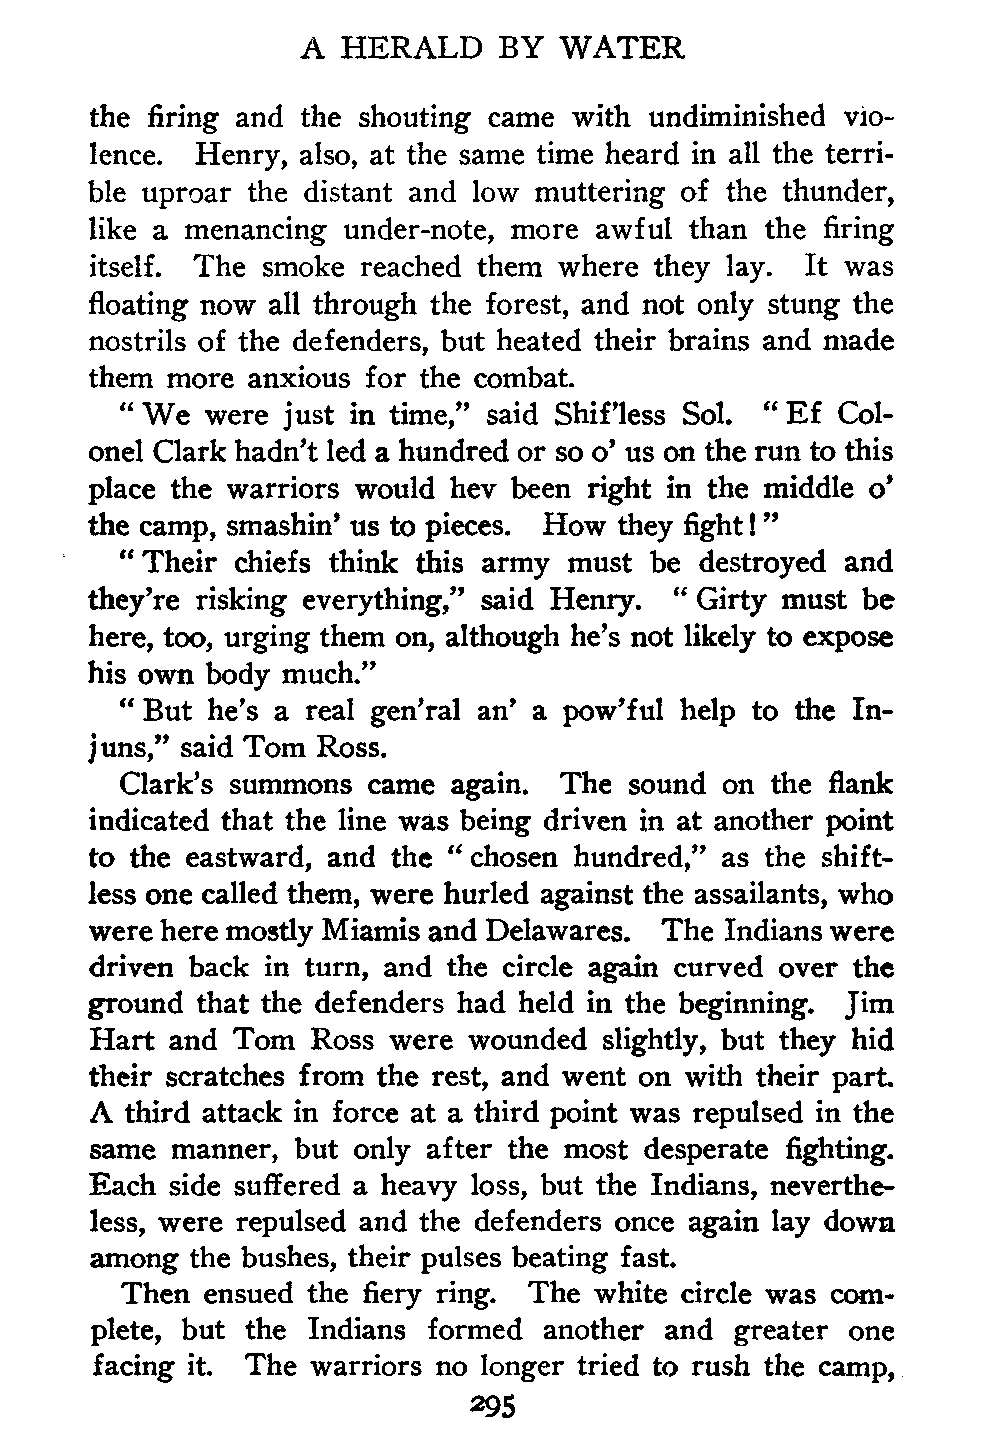 A HERALD BY WATER
the firing and the shouting came with undiminished vio-
lence. Henry, also, at the same time heard in all the terri-
ble uproar the distant and low muttering of the thunder,
like a menancing under-note, more awful than the firing
itself. The smoke reached them where they lay. It was
floating now all through the forest, and not only stung the
nostrils of the defenders, but heated their brains and made
them more anxious for the combat.
“ We were just in time,” said Shif’less Sol. “ Ef Col-
onel Clark hadn’t led a hundred or so o’ us on the run to this
place the warriors would hev been right in the middle o’
the camp, smashin’ us to pieces. How they fight! ”
“ Their chiefs think this army must be destroyed and
they’re risking everything,” said Henry. “ Girty must be
here, too, urging them on, although he’s not likely to expose
his own body much.”
“ But he’s a real gen’ral an’ a pow’ful help to the In-
juns,” said Tom Ross.
Clark’s summons came again. The sound on the flank
indicated that the line was being driven in at another point
to the eastward, and the “ chosen hundred,” as the shift-
less one called them, were hurled against the assailants, who
were here mostly Miamis and Delawares. The Indians were
driven back in turn, and the circle again curved over the
ground that the defenders had held in the beginning. Jim
Hart and Tom Ross were wounded slightly, but they hid
their scratches from the rest, and went on with their part.
A third attack in force at a third point was repulsed in the
same manner, but only after the most desperate fighting.
Each side suffered a heavy loss, but the Indians, neverthe-
less, were repulsed and the defenders once again lay down
among the bushes, their pulses beating fast.
Then ensued the fiery ring. The white circle was com-
plete, but the Indians formed another and greater one
facing it. The warriors no longer tried to rush the camp,
295